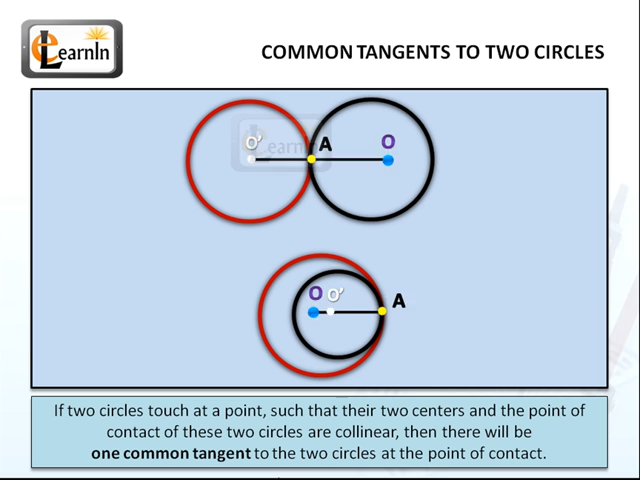 eLearnIn
COMMON TANGENTS TO TWO CIRCLES
O’ A O
O O’ A
If two circles touch at a point, such that their two centers and the point of
contact of these two circles are collinear, then there will be
one common tangent to the two circles at the point of contact.